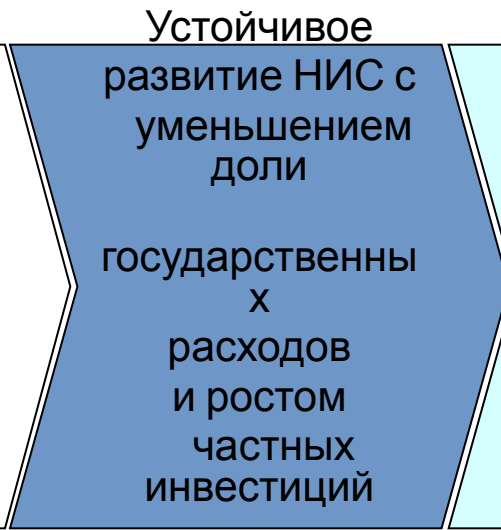 Устойчивое
развитие НИС с
уменьшением
доли
государственны
х
расходов
и ростом
частных
инвестиций